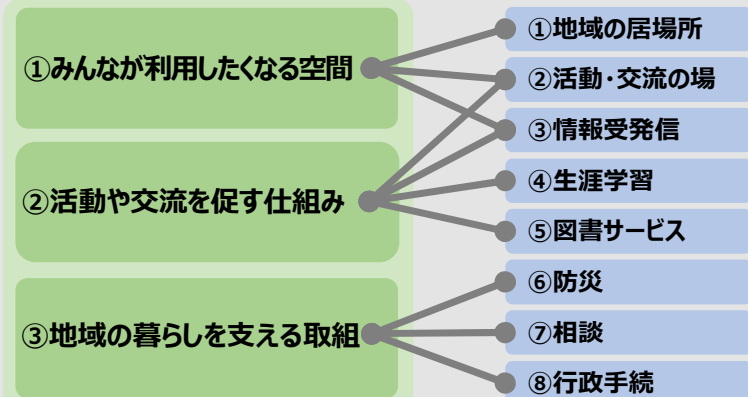 ①みんなが利用したくなる空間
②活動や交流を促す仕組み
③地域の暮らしを支える取組
①地域の居場所
②活動・交流の場
③情報受発信
④生涯学習
⑤図書サービス
⑥防災
⑦相談
⑧行政手続